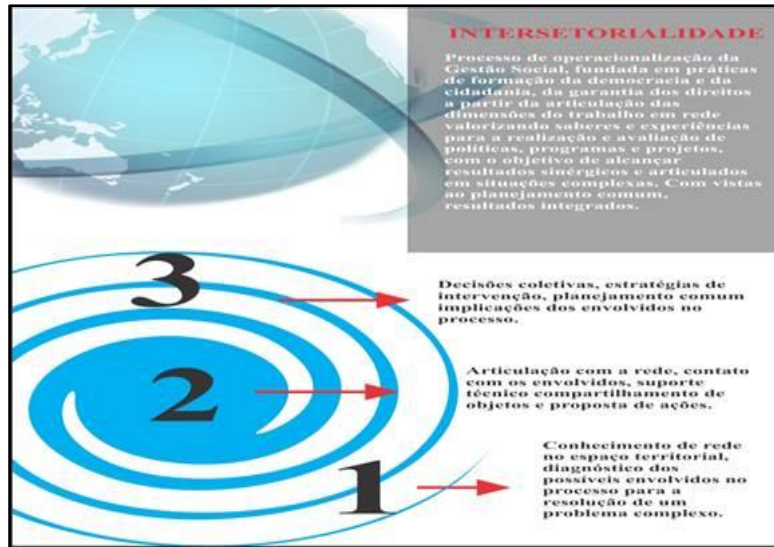 INTERSETORIALIDADE
Processo de operacionalização da
Gestão Social, fundada em práticas
de formação da democracia e da
cidadania, da garantia dos direitos
a partir da articulação das
dimensões do trabalho em rede
valorizando saberes e experiências
para a realização e avaliação de
políticas, programas e projetos,
com o objetivo de alcançar
resultados sinérgicos e articulados
em situações complexas, Com vistas
ao planejamento comum,
resultados integrados.
3
Decisões coletivas, estratégias de
intervenção, planejamento comum
implicações dos envolvidos no
processo.
2
Articulação com a rede, contato
com os envolvidos, suporte
técnico compartilhamento de
objetos e proposta de ações.
1
Conhecimento de rede
no espaço territorial,
diagnóstico dos
possíveis envolvidos no
processo para a
resolução de um
problema complexo.